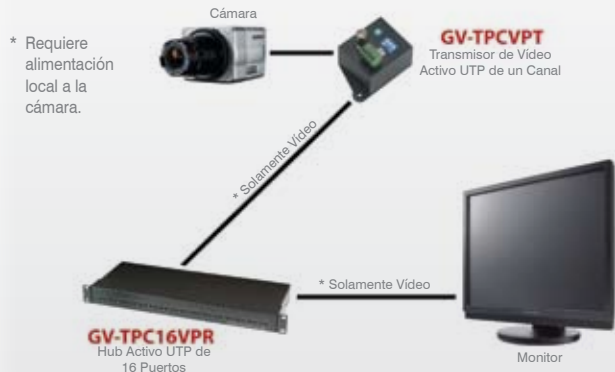 Cámara
* Requiere
alimentación
local a la
cámara.
GV-TPCVPT
Transmisor de Vídeo
Activo UTP de un Canal
* Solamente Vídeo
* Solamente Vídeo
GV-TPC16VPR
Hub Activo UTP de
16 Puertos
Monitor